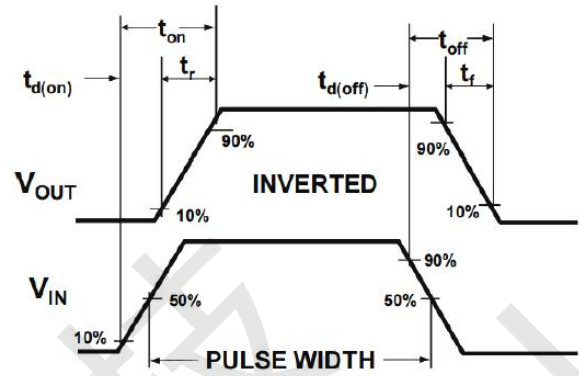 t_on
t_off
t_d(on)
t_r
t_d(off)
t_f
90%
90%
V_OUT
INVERTED
10%
10%
V_IN
90%
50%
50%
10%
PULSE WIDTH